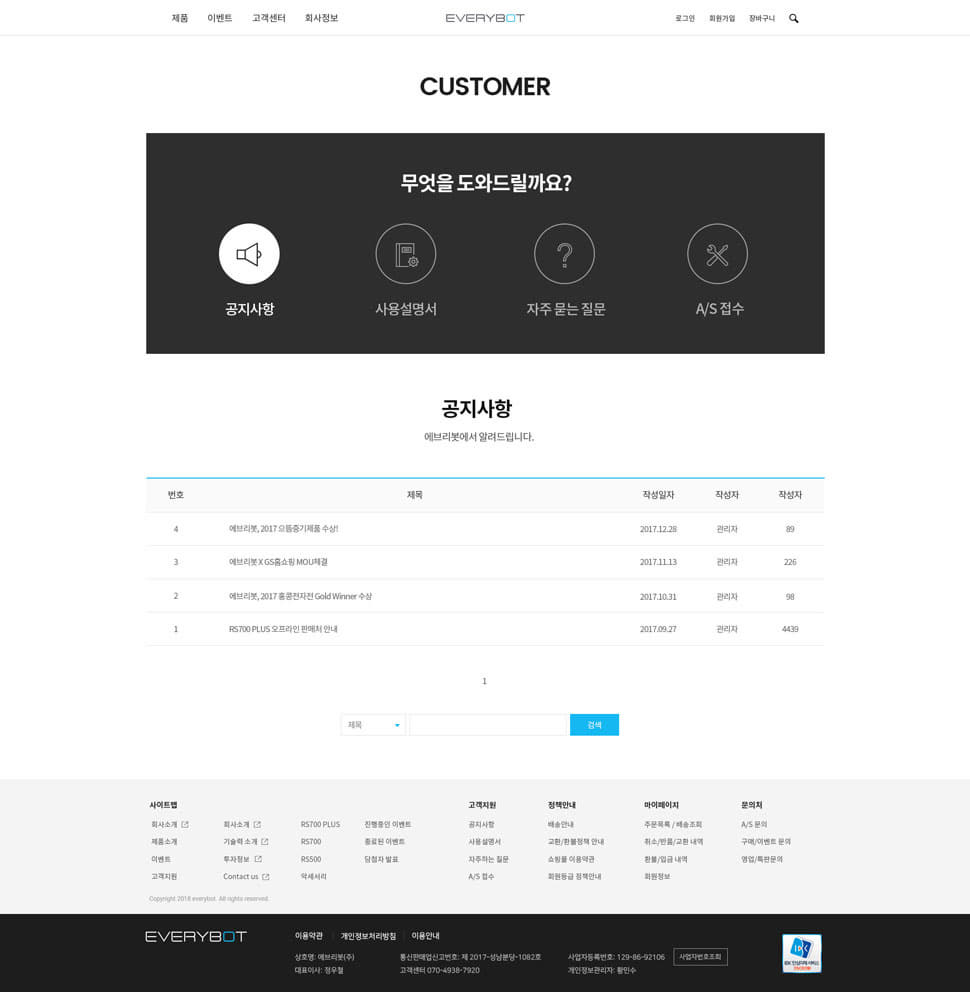 제품 이벤트 고객센터 회사정보 EVERYBOT 로그인 회원가입 장바구니
CUSTOMER
무엇을 도와드릴까요?
공지사항 사용설명서 자주 묻는 질문 A/S 접수
공지사항
에브리봇에서 알려드립니다.
번호 제목 작성일자 작성자 작성자
4 에브리봇, 2017 으뜸중기제품 수상! 2017.12.28 관리자 89
3 에브리봇 X GS홈쇼핑 MOU체결 2017.11.13 관리자 226
2 에브리봇, 2017 홍콩전자전 Gold Winner 수상 2017.10.31 관리자 98
1 RS700 PLUS 오프라인 판매처 안내 2017.09.27 관리자 4439
1
제목 검색
사이트맵 고객지원 정책안내 마이페이지 문의처
회사소개 회사소개 RS700 PLUS 진행중인 이벤트 공지사항 배송안내 주문목록 / 배송조회 A/S 문의
제품소개 기술력 소개 RS700 종료된 이벤트 사용설명서 교환/환불정책 안내 취소/반품/교환 내역 구매/이벤트 문의
이벤트 투자정보 RS500 당첨자 발표 자주하는 질문 쇼핑몰 이용약관 환불/입금 내역 영업/특판문의
고객지원 Contact us 악세서리 A/S 접수 회원등급 정책안내 회원정보
Copyright 2018 everybot. All rights reserved.
EVERYBOT 이용약관 개인정보처리방침 이용안내
상호명: 에브리봇(주) 통신판매업신고번호: 제 2017-성남분당-1082호 사업자등록번호: 129-86-92106 사업자번호조회
대표이사: 정우철 고객센터 070-4938-7920 개인정보관리자: 황민수